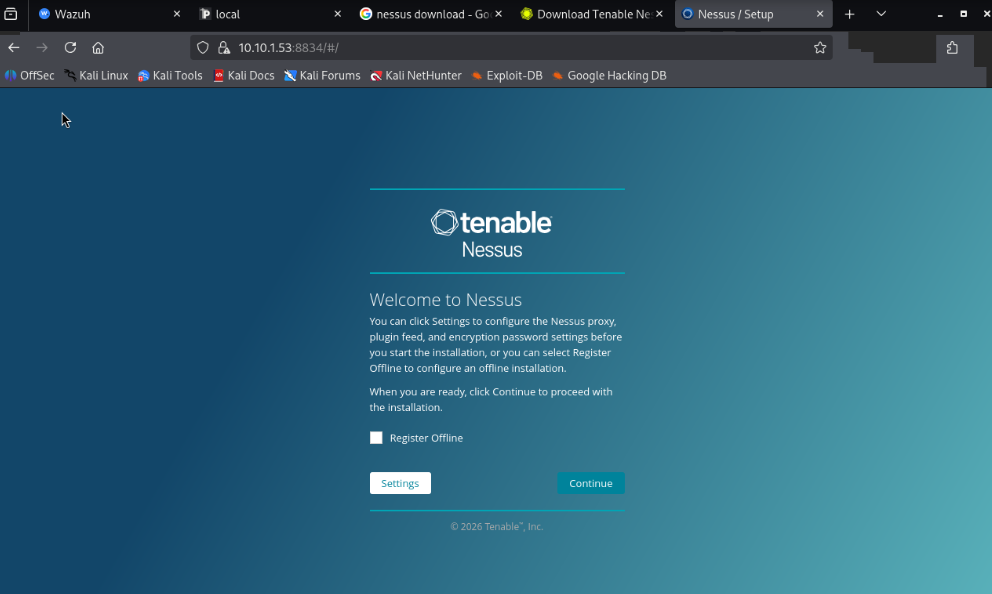 Wazuh
local
nessus download - Go
Download Tenable Ne
Nessus / Setup
10.10.1.53:8834/#/
OffSec
Kali Linux
Kali Tools
Kali Docs
Kali Forums
Kali NetHunter
Exploit-DB
Google Hacking DB
tenable
Nessus
Welcome to Nessus
You can click Settings to configure the Nessus proxy,
plugin feed, and encryption password settings before
you start the installation, or you can select Register
Offline to configure an offline installation.
When you are ready, click Continue to proceed with
the installation.
Register Offline
Settings
Continue
© 2026 Tenable™, Inc.